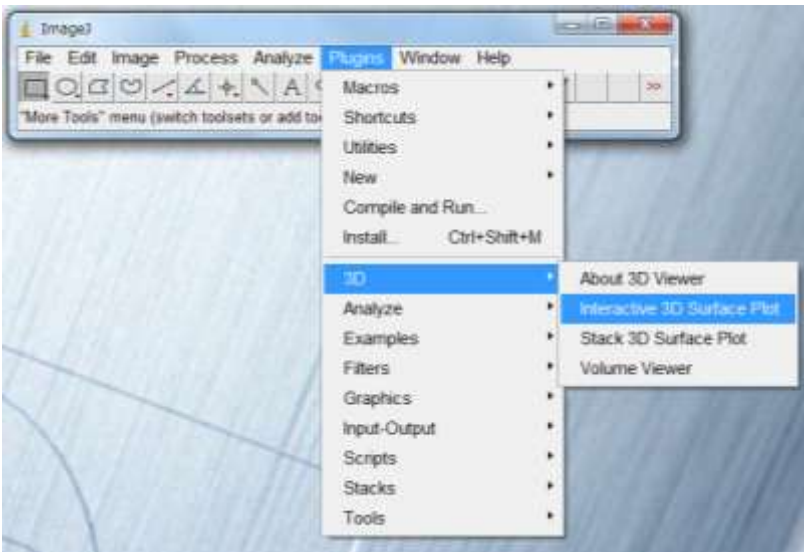 ImageJ
File Edit Image Process Analyze Plugins Window Help
A
>>
"More Tools" menu (switch toolsets or add to
Macros
Shortcuts
Utilities
New
Compile and Run...
Install... Ctrl+Shift+M
3D
Analyze
Examples
Filters
Graphics
Input-Output
Scripts
Stacks
Tools
About 3D Viewer
Interactive 3D Surface Plot
Stack 3D Surface Plot
Volume Viewer